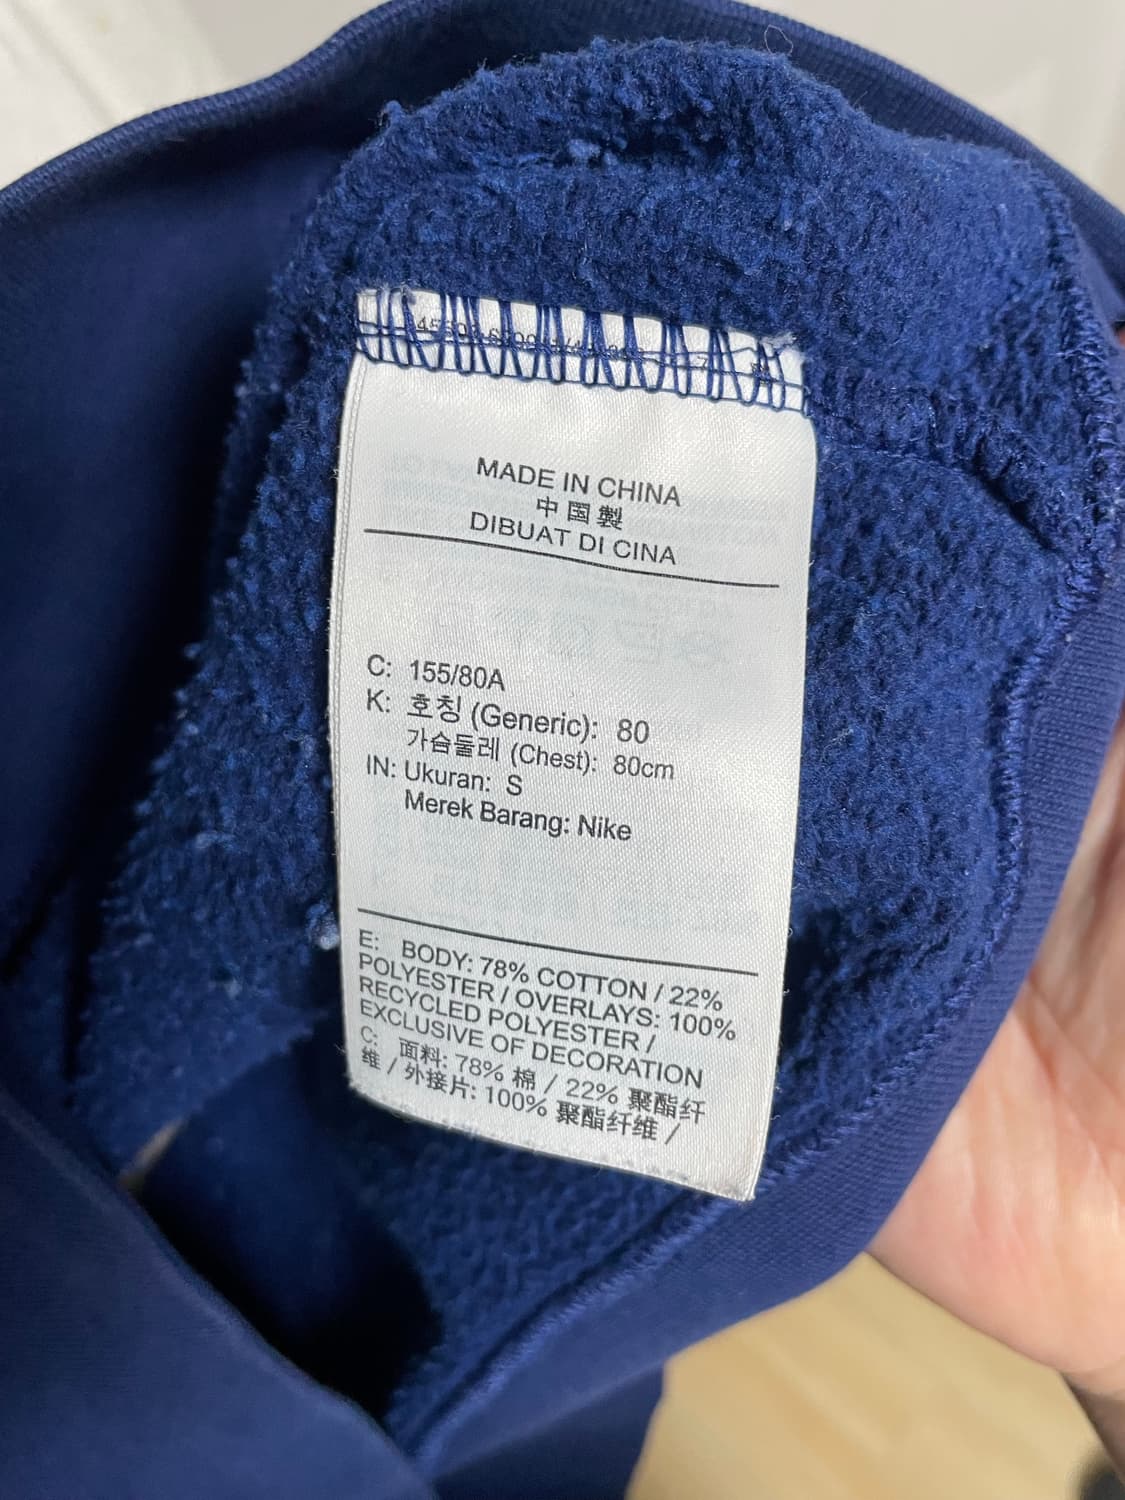 MADE IN CHINA
中国製
DIBUAT DI CINA
C: 155/80A
K: 호칭 (Generic): 80
가슴둘레 (Chest): 80cm
IN: Ukuran: S
Merek Barang: Nike
E: BODY: 78% COTTON / 22%
POLYESTER / OVERLAYS: 100%
RECYCLED POLYESTER /
EXCLUSIVE OF DECORATION
C: 面料: 78% 棉 / 22% 聚酯纤
维 / 外接片: 100% 聚酯纤维 /